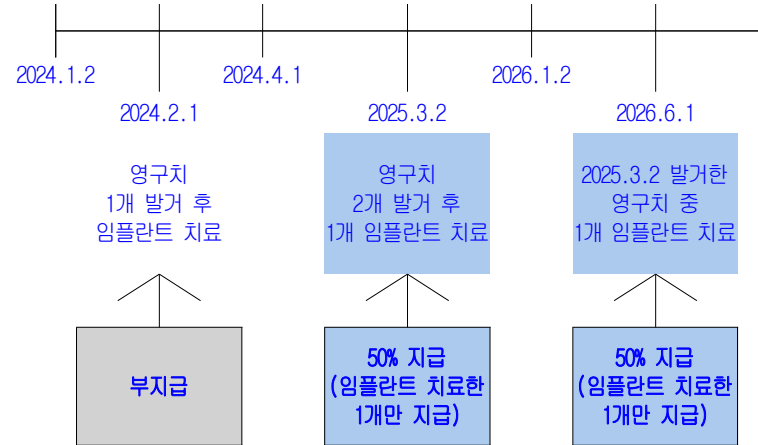 2024.1.2
2024.4.1
2026.1.2
2024.2.1
2025.3.2
2026.6.1
영구치
1개 발거 후
임플란트 치료
영구치
2개 발거 후
1개 임플란트 치료
2025.3.2 발거한
영구치 중
1개 임플란트 치료
부지급
50% 지급
(임플란트 치료한
1개만 지급)
50% 지급
(임플란트 치료한
1개만 지급)